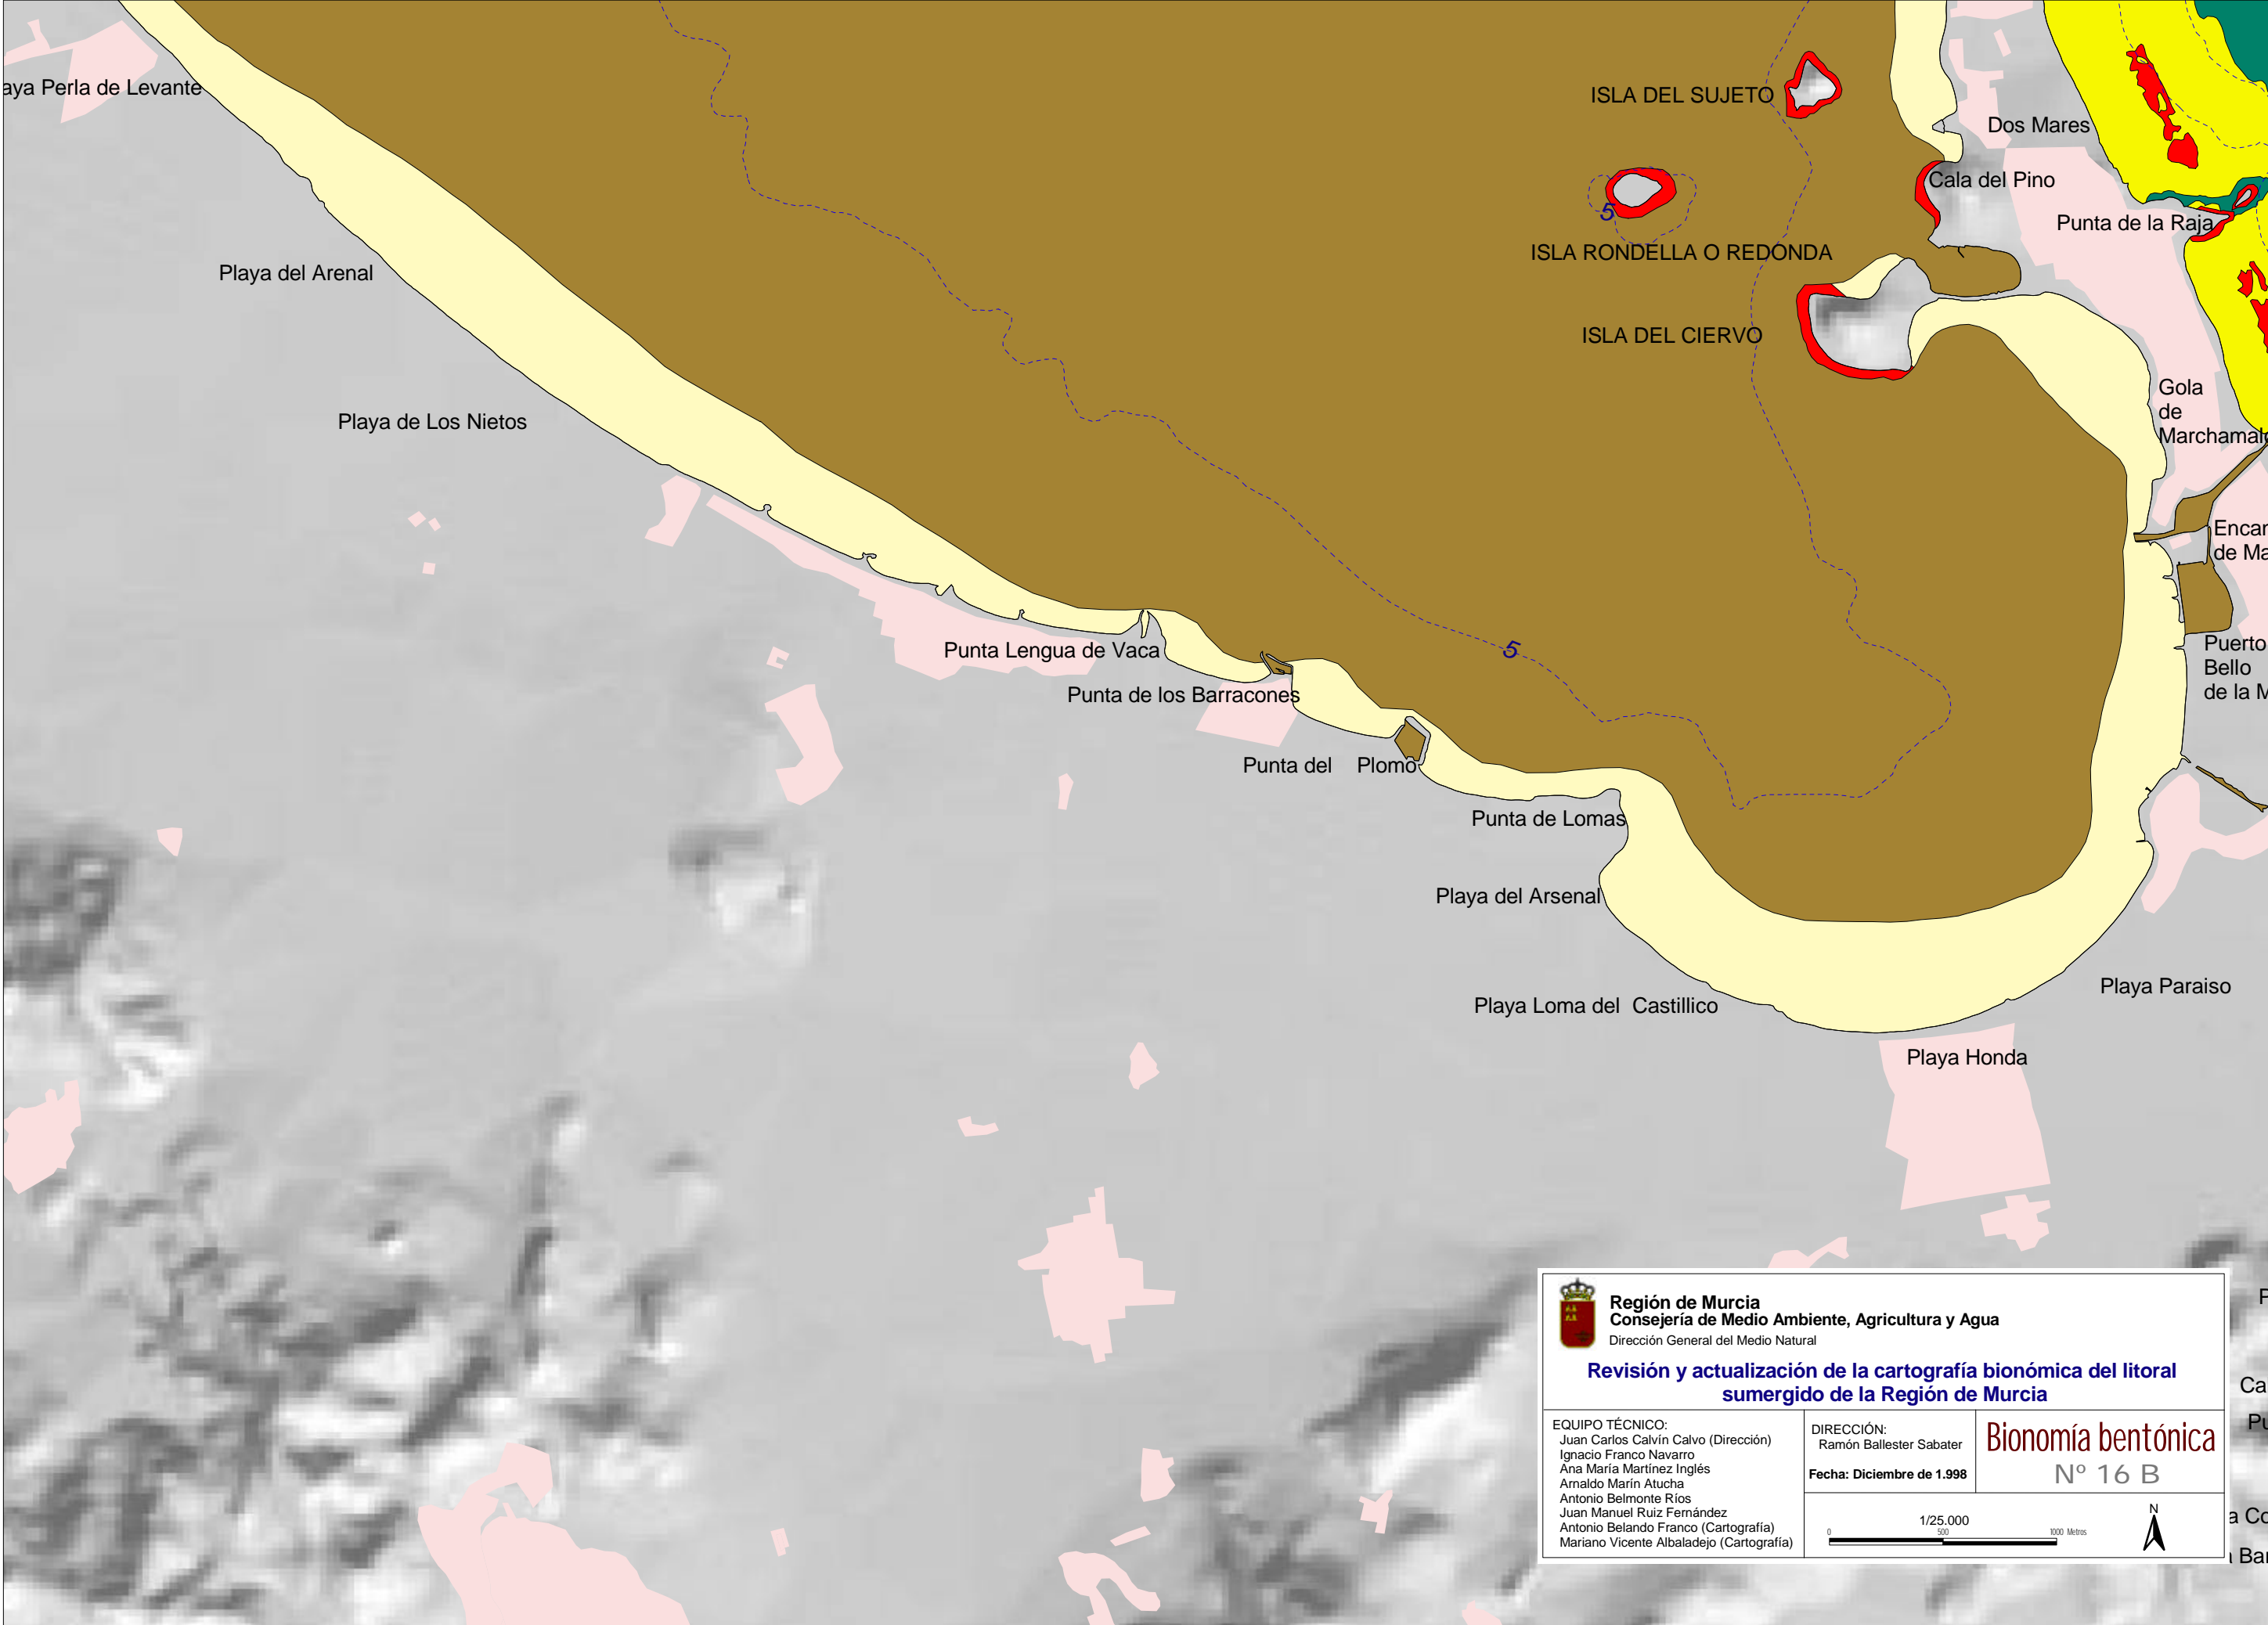 aya Perla de Levante
ISLA DEL SUJETO
Dos Mares
Cala del Pino
5
Punta de la Raja
ISLA RONDELLA O REDONDA
Playa del Arenal
ISLA DEL CIERVO
Gola
de
Marchamalo
Playa de Los Nietos
Encar
de Ma
5
Punta Lengua de Vaca
Puerto
Bello
de la M
Punta de los Barracones
Punta del Plomo
Punta de Lomas
Playa del Arsenal
Playa Paraiso
Playa Loma del Castillico
Playa Honda
Región de Murcia
Consejería de Medio Ambiente, Agricultura y Agua
Dirección General del Medio Natural
Revisión y actualización de la cartografía bionómica del litoral
sumergido de la Región de Murcia
EQUIPO TÉCNICO:
Juan Carlos Calvín Calvo (Dirección)
Ignacio Franco Navarro
Ana María Martínez Inglés
Arnaldo Marín Atucha
Antonio Belmonte Ríos
Juan Manuel Ruiz Fernández
Antonio Belando Franco (Cartografía)
Mariano Vicente Albaladejo (Cartografía)
DIRECCIÓN:
Ramón Ballester Sabater
Fecha: Diciembre de 1.998
Bionomía bentónica
Nº 16 B
1/25.000
0 500 1000 Metros
N
P
Ca
Pu
a Co
Bar